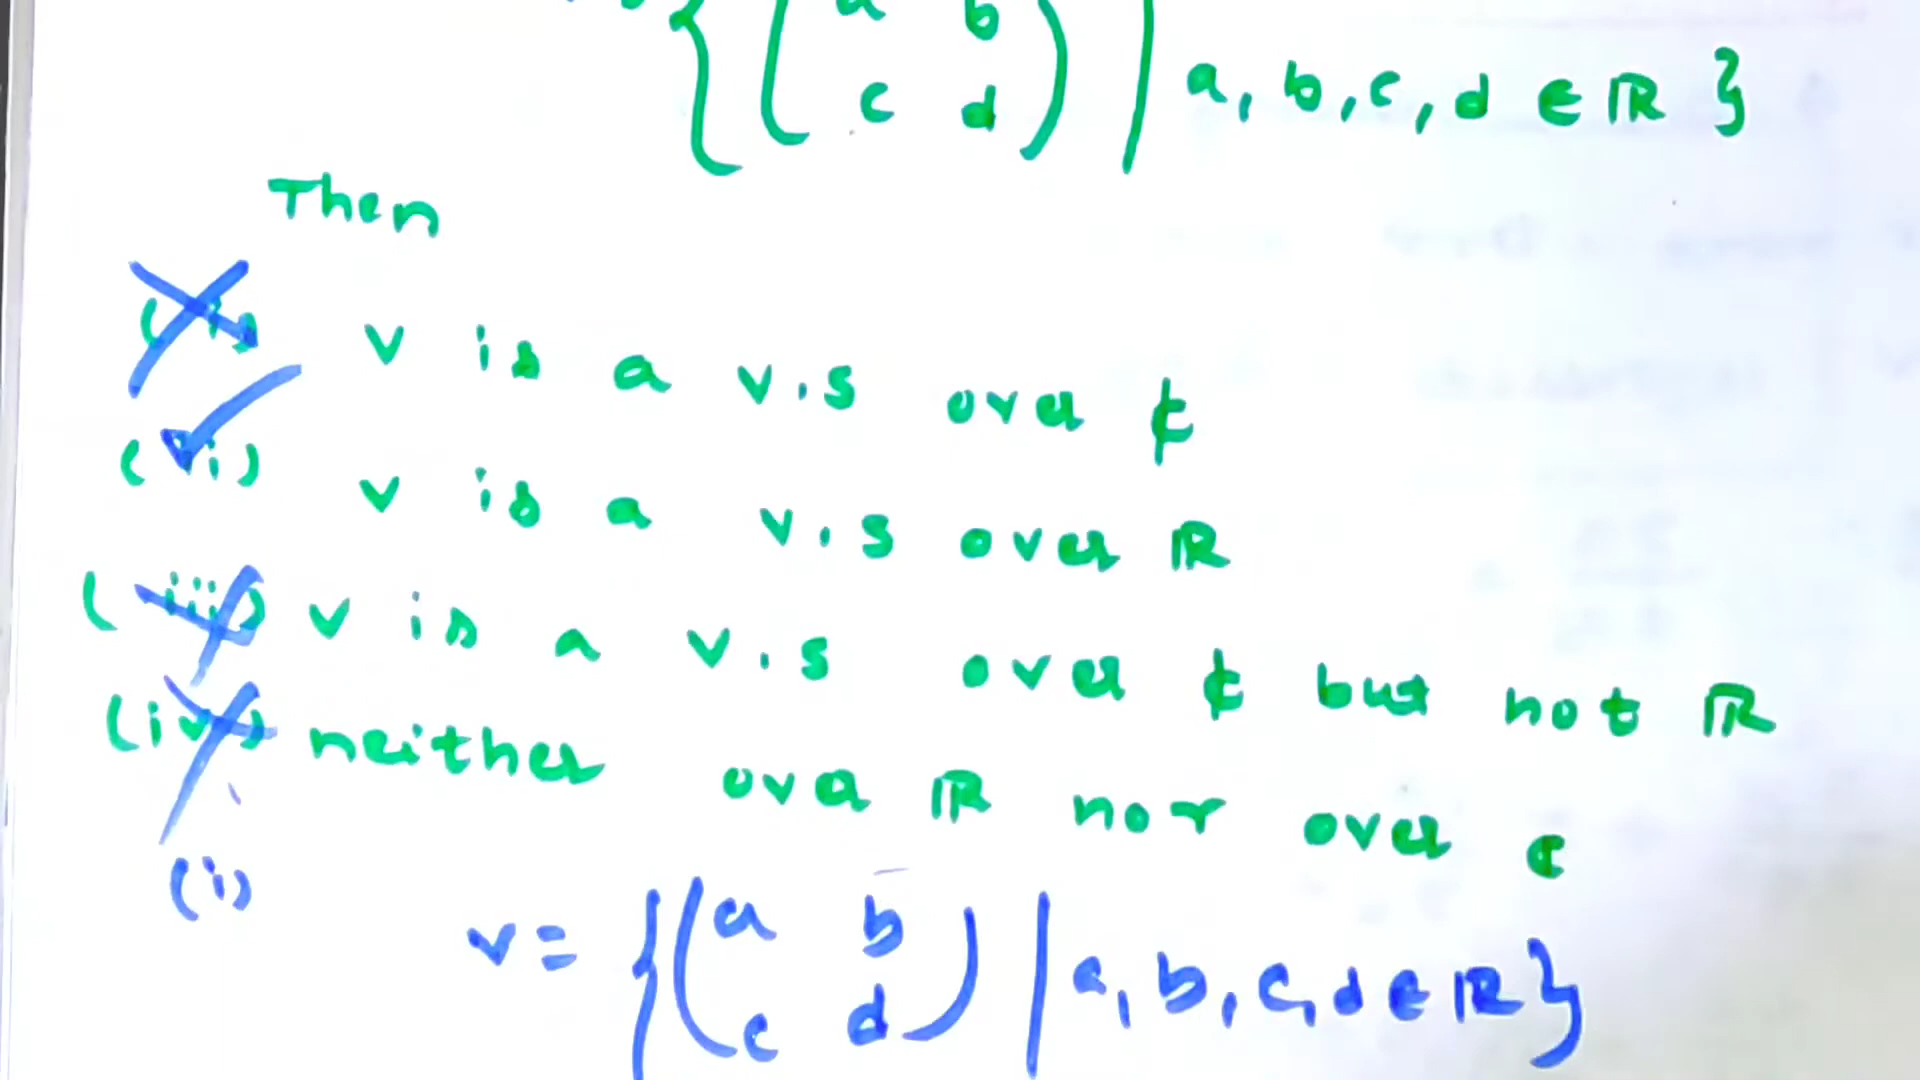 {( a b
c d ) | a, b, c, d ∈ ℝ }
Then
(i) V is a v.s over ₵
(ii) V is a v.s over ℝ
(iii) V is a v.s over ₵ but not ℝ
(iv) neither over ℝ nor over ₵
(i)
V = {( a b
c d ) | a, b, c, d ∈ ℝ }